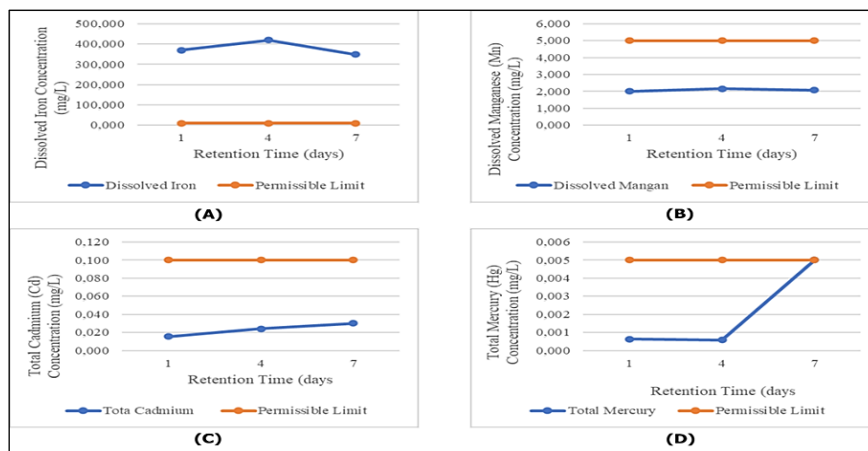 500,000
400,000
300,000
200,000
100,000
0,000
Dissolved Iron Concentration
(mg/L)
1 4 7
Retention Time (days)
Dissolved Iron Permissible Limit
(A)
6,000
5,000
4,000
3,000
2,000
1,000
0,000
Dissolved Manganese (Mn)
Concentration (mg/L)
1 4 7
Retention Time (days)
Dissolved Mangan Permissible Limit
(B)
0,120
0,100
0,080
0,060
0,040
0,020
0,000
Total Cadmium (Cd)
Concentration (mg/L)
1 4 7
Retention Time (days
Tota Cadmium Permissible Limit
(C)
0,006
0,005
0,004
0,003
0,002
0,001
0,000
Total Mercury (Hg)
Concentration (mg/L)
1 4 7
Retention Time (days
Total Mercury Permissible Limit
(D)